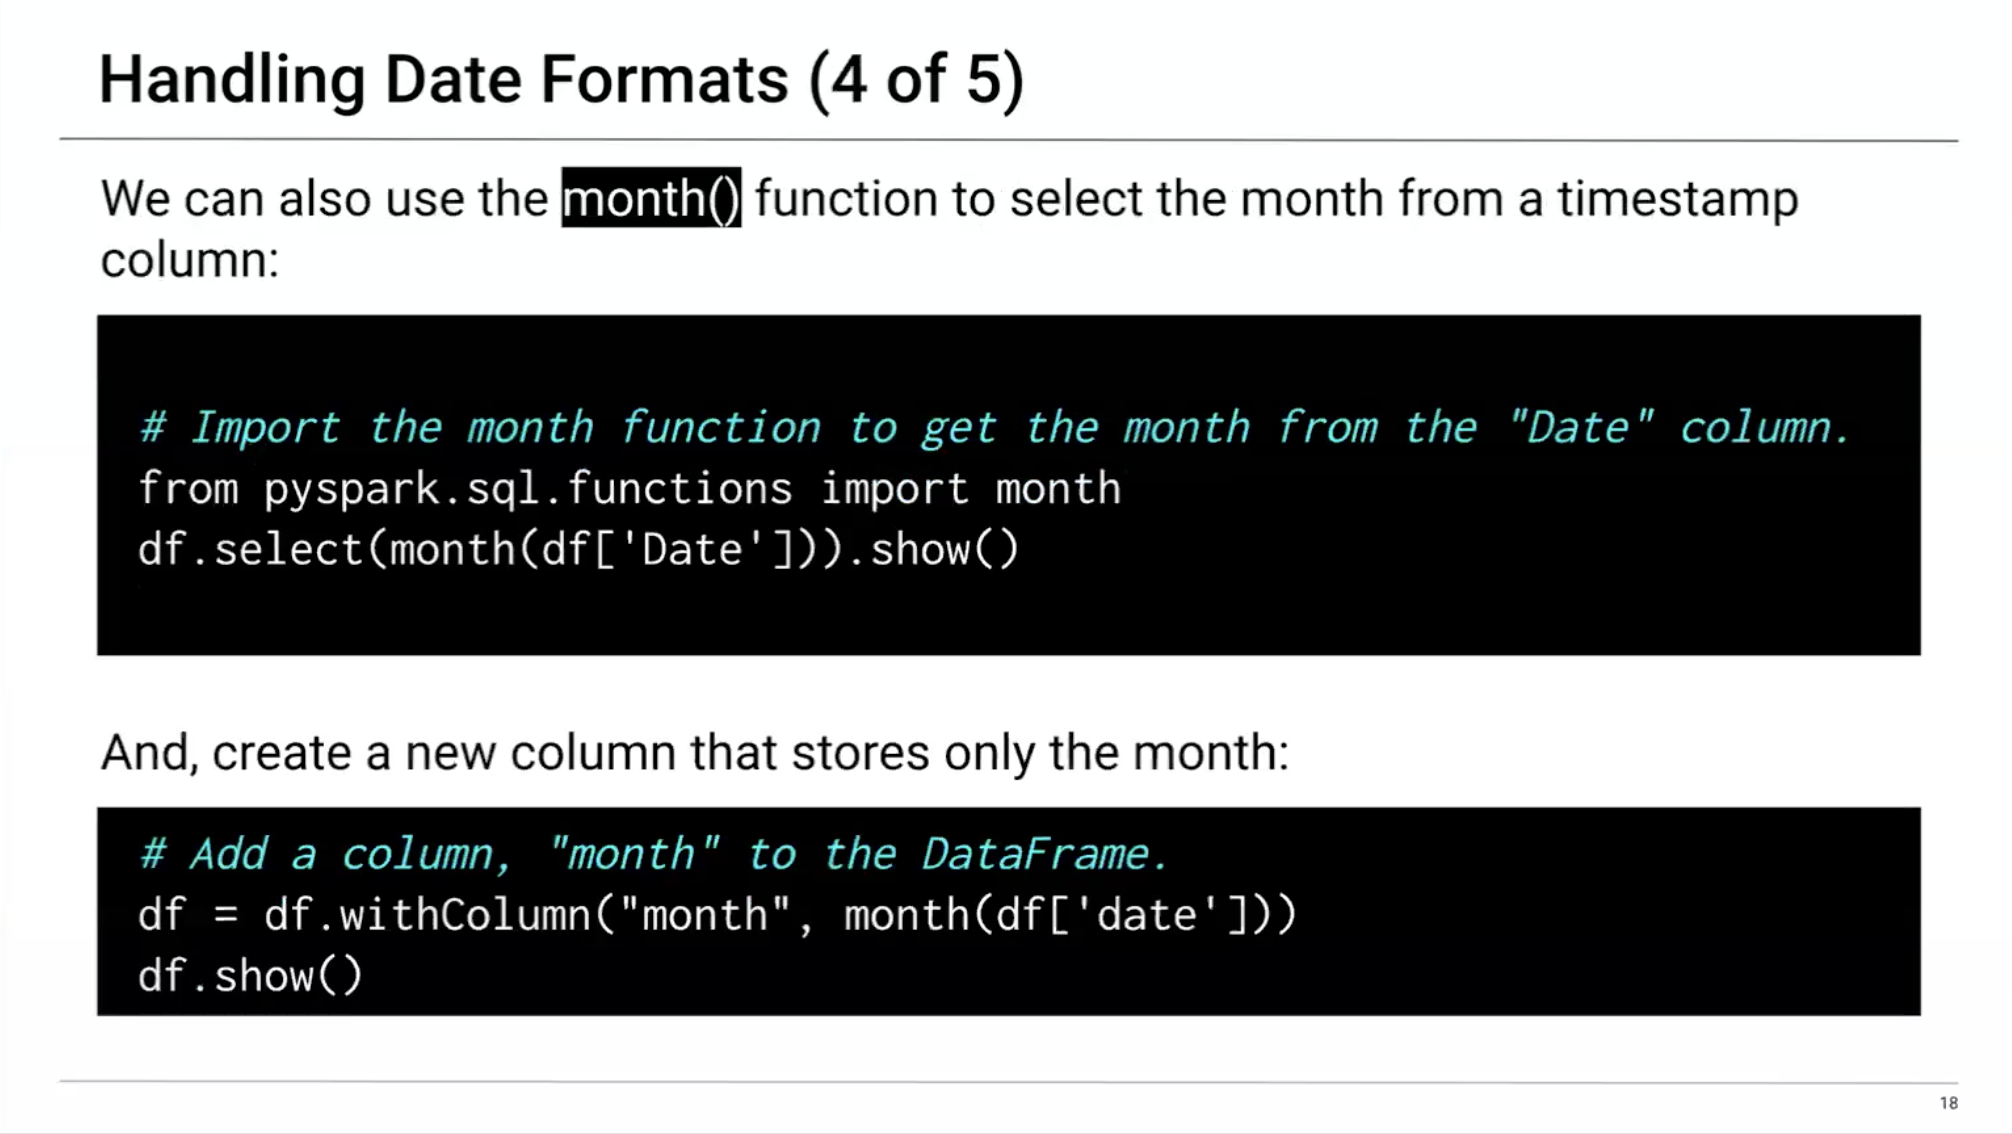 Handling Date Formats (4 of 5)
We can also use the month() function to select the month from a timestamp
column:
# Import the month function to get the month from the "Date" column.
from pyspark.sql.functions import month
df.select(month(df['Date'])).show()
And, create a new column that stores only the month:
# Add a column, "month" to the DataFrame.
df = df.withColumn("month", month(df['date']))
df.show()
18